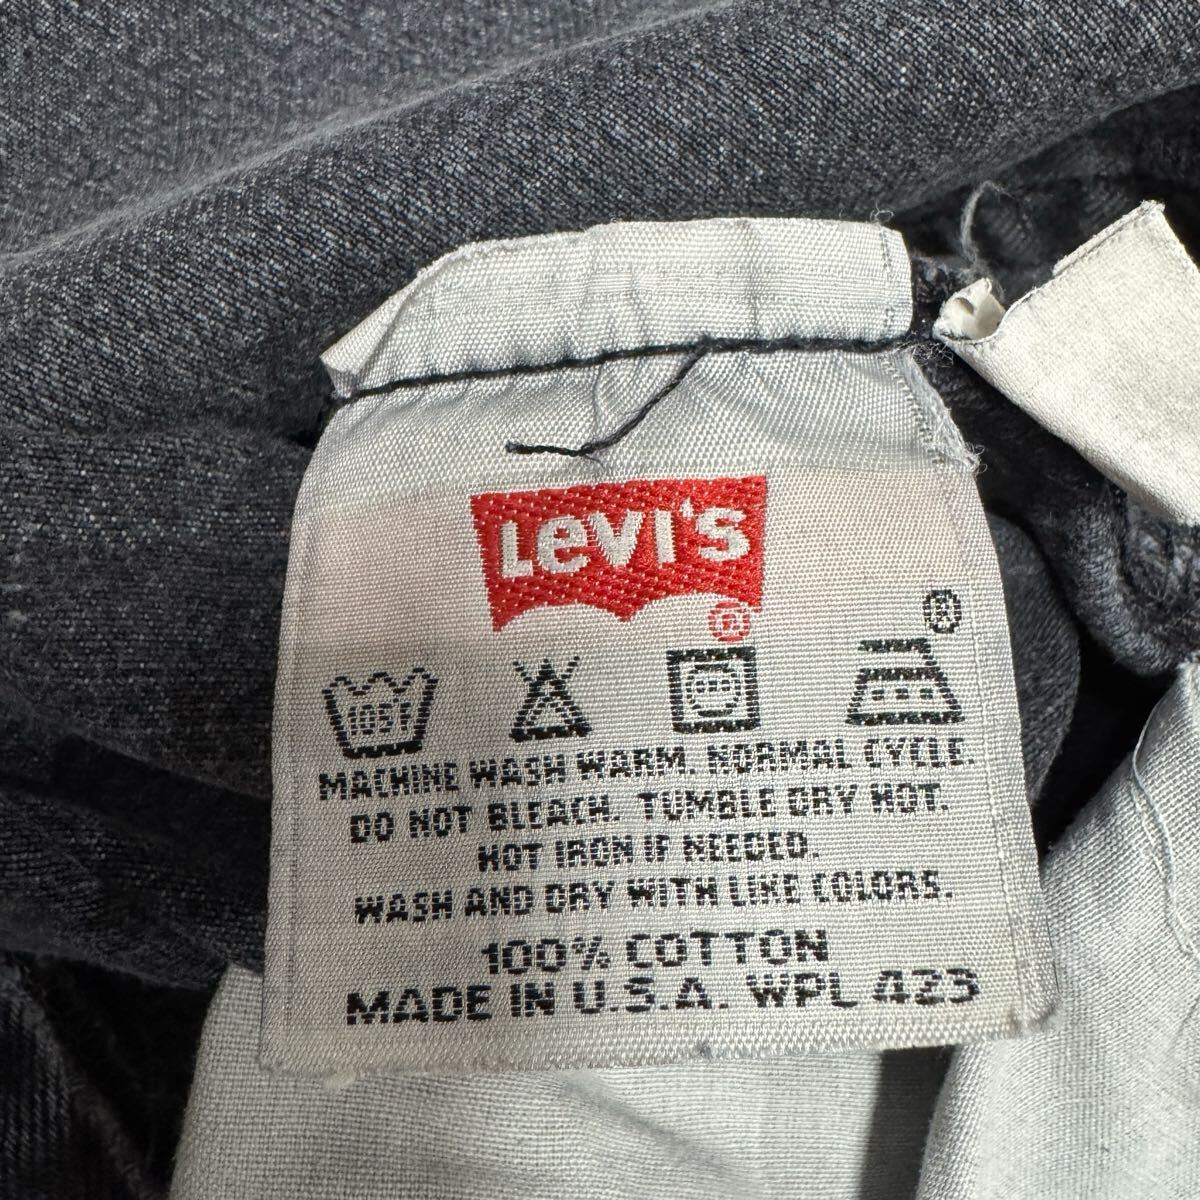 LEVI'S
®
®
105F
MACHINE WASH WARM. NORMAL CYCLE.
DO NOT BLEACH. TUMBLE DRY HOT.
HOT IRON IF NEEDED.
WASH AND DRY WITH LIKE COLORS.
100% COTTON
MADE IN U.S.A. WPL 423